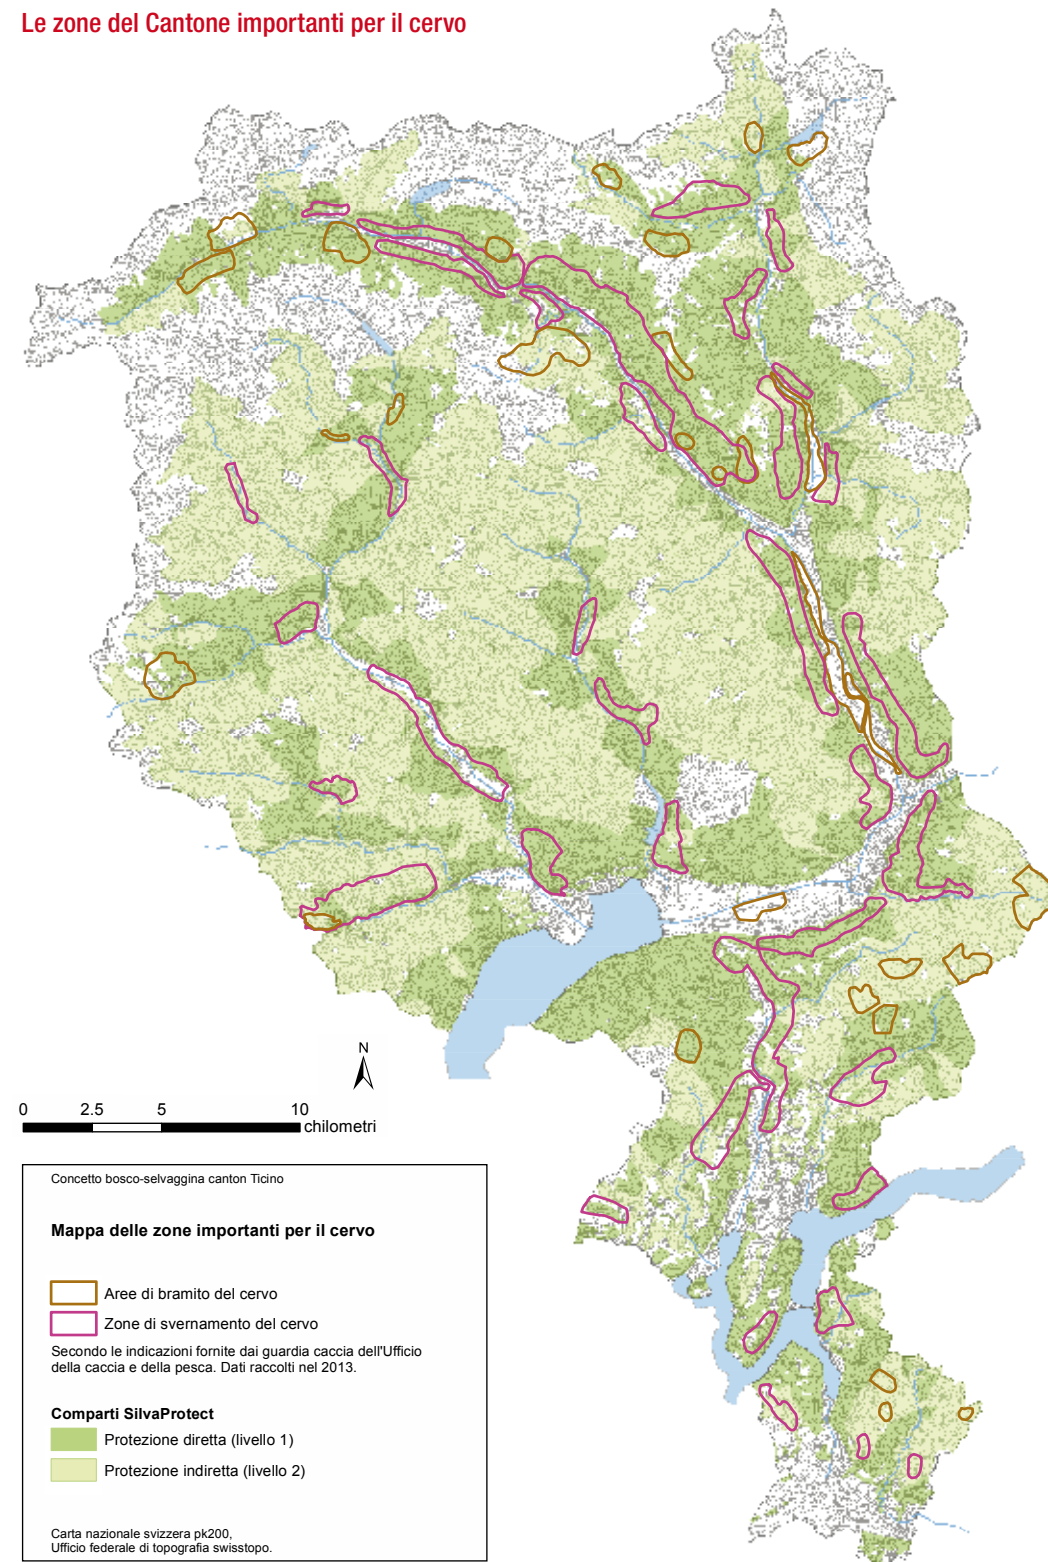 Le zone del Cantone importanti per il cervo
N
0 2.5 5 10
chilometri
Concetto bosco-selvaggina canton Ticino
Mappa delle zone importanti per il cervo
Aree di bramito del cervo
Zone di svernamento del cervo
Secondo le indicazioni fornite dai guardia caccia dell'Ufficio
della caccia e della pesca. Dati raccolti nel 2013.
Comparti SilvaProtect
Protezione diretta (livello 1)
Protezione indiretta (livello 2)
Carta nazionale svizzera pk200,
Ufficio federale di topografia swisstopo.